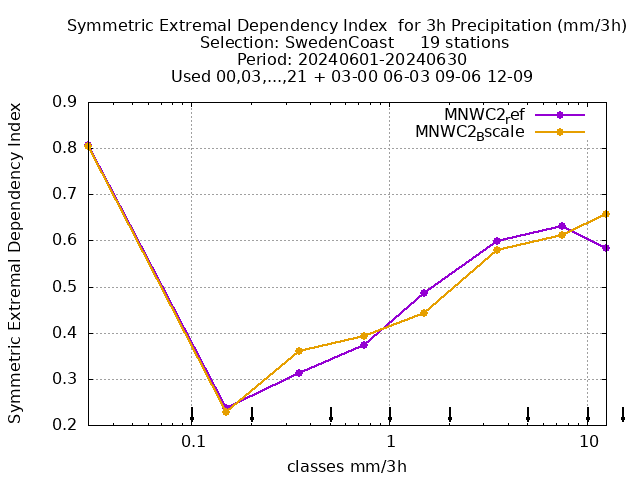 Symmetric Extremal Dependency Index  for 3h Precipitation (mm/3h)
Selection: SwedenCoast     19 stations
Period: 20240601-20240630
Used 00,03,...,21 + 03-00 06-03 09-06 12-09
MNWC2ref
MNWC2Bscale
Symmetric Extremal Dependency Index
0.9
0.8
0.7
0.6
0.5
0.4
0.3
0.2
0.1 1 10
classes mm/3h